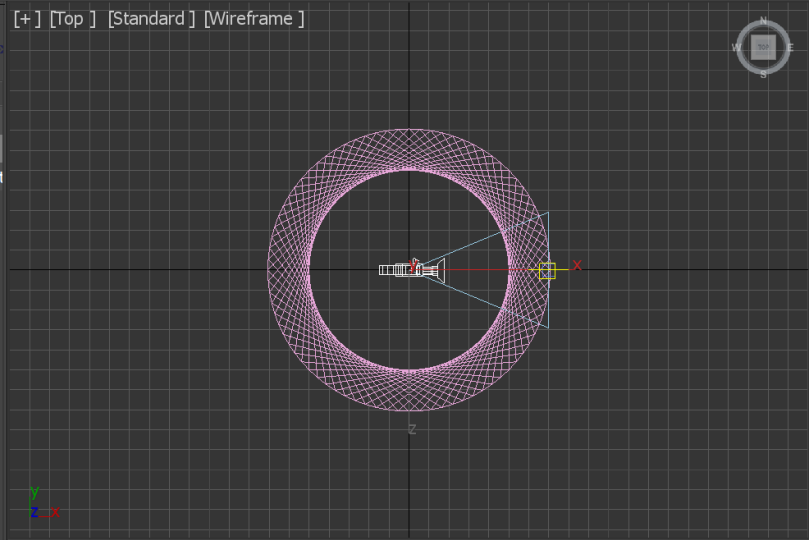 [+ ] [Top ] [Standard ] [Wireframe ]
N
W TOP E
S
y x
z
y
z x